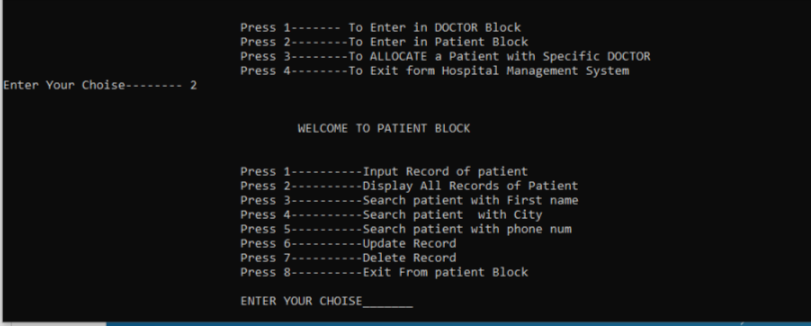 Press 1------- To Enter in DOCTOR Block
Press 2--------To Enter in Patient Block
Press 3--------To ALLOCATE a Patient with Specific DOCTOR
Press 4--------To Exit form Hospital Management System
Enter Your Choise-------- 2
WELCOME TO PATIENT BLOCK
Press 1----------Input Record of patient
Press 2----------Display All Records of Patient
Press 3----------Search patient with First name
Press 4----------Search patient  with City
Press 5----------Search patient with phone num
Press 6----------Update Record
Press 7----------Delete Record
Press 8----------Exit From patient Block
ENTER YOUR CHOISE_______